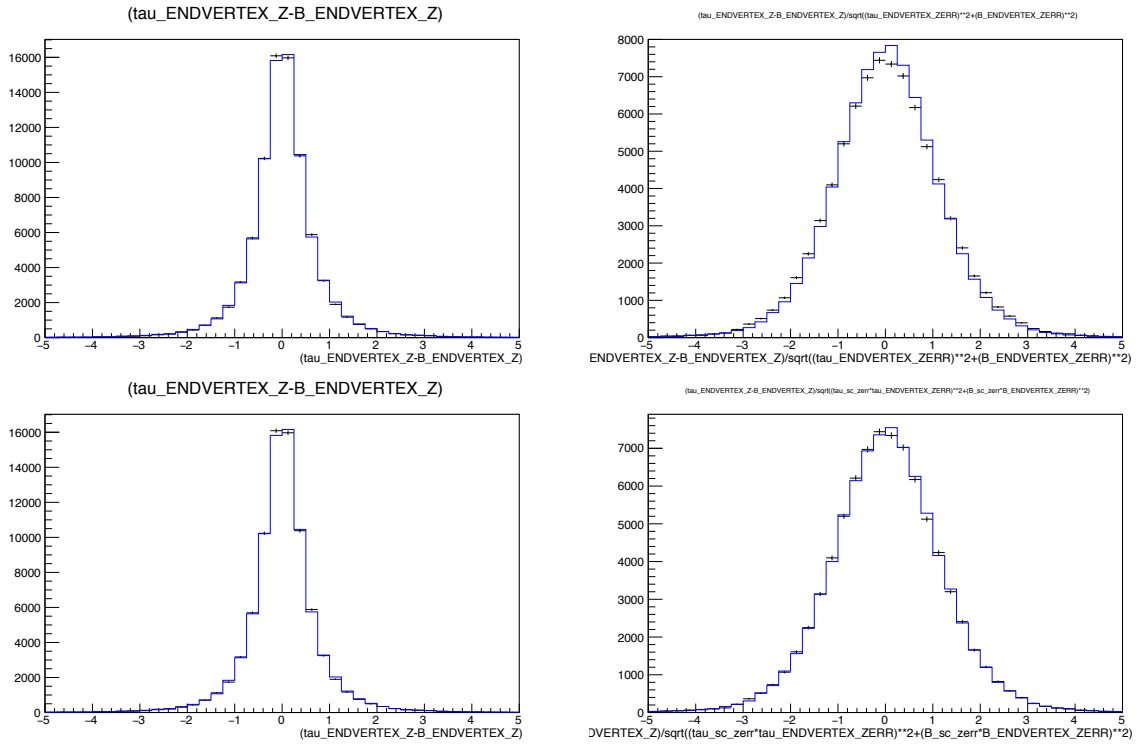 (tau_ENDVERTEX_Z-B_ENDVERTEX_Z)
16000
14000
12000
10000
8000
6000
4000
2000
0
−5 −4 −3 −2 −1 0 1 2 3 4 5
(tau_ENDVERTEX_Z-B_ENDVERTEX_Z)
(tau_ENDVERTEX_Z-B_ENDVERTEX_Z)/sqrt((tau_ENDVERTEX_ZERR)**2+(B_ENDVERTEX_ZERR)**2)
8000
7000
6000
5000
4000
3000
2000
1000
0
−5 −4 −3 −2 −1 0 1 2 3 4 5
ENDVERTEX_Z-B_ENDVERTEX_Z)/sqrt((tau_ENDVERTEX_ZERR)**2+(B_ENDVERTEX_ZERR)**2)
(tau_ENDVERTEX_Z-B_ENDVERTEX_Z)
16000
14000
12000
10000
8000
6000
4000
2000
0
−5 −4 −3 −2 −1 0 1 2 3 4 5
(tau_ENDVERTEX_Z-B_ENDVERTEX_Z)
(tau_ENDVERTEX_Z-B_ENDVERTEX_Z)/sqrt((tau_sc_zerr*tau_ENDVERTEX_ZERR)**2+(B_sc_zerr*B_ENDVERTEX_ZERR)**2)
7000
6000
5000
4000
3000
2000
1000
0
−5 −4 −3 −2 −1 0 1 2 3 4 5
DVERTEX_Z)/sqrt((tau_sc_zerr*tau_ENDVERTEX_ZERR)**2+(B_sc_zerr*B_ENDVERTEX_ZERR)**2)